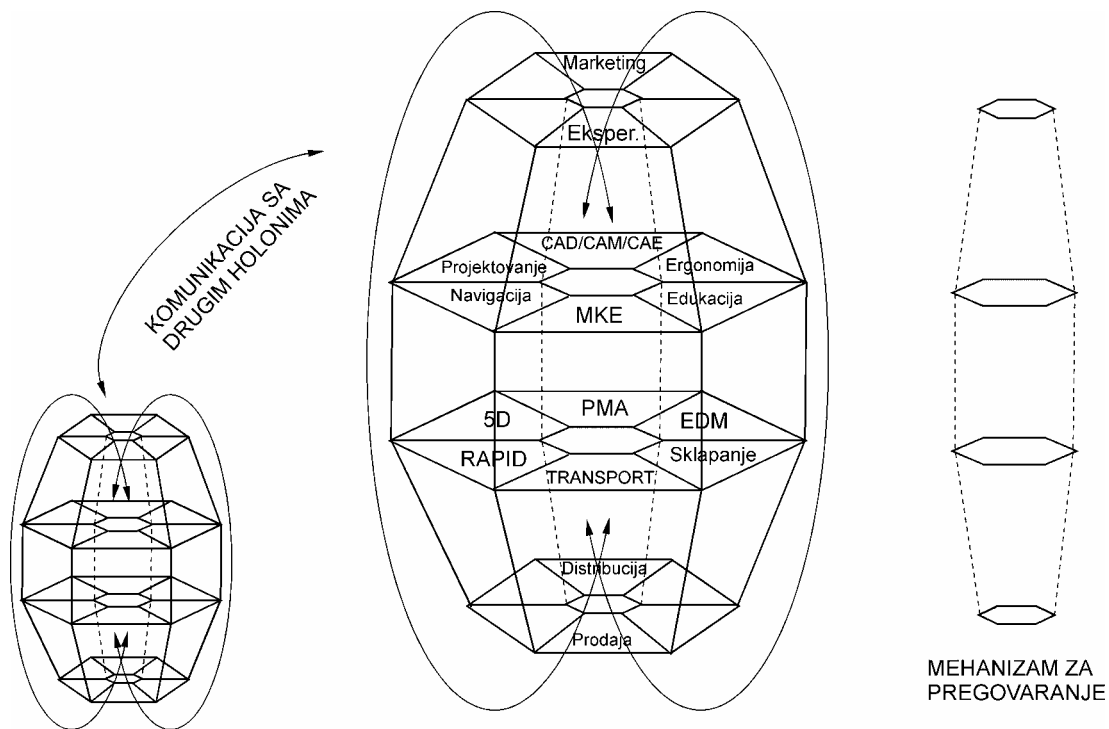 KOMUNIKACIJA SA
DRUGIM HOLONIMA
Marketing
Eksper.
CAD/CAM/CAE
Projektovanje
Ergonomija
Navigacija
Edukacija
MKE
5D
PMA
EDM
RAPID
Sklapanje
TRANSPORT
Distribucija
Prodaja
MEHANIZAM ZA
PREGOVARANJE